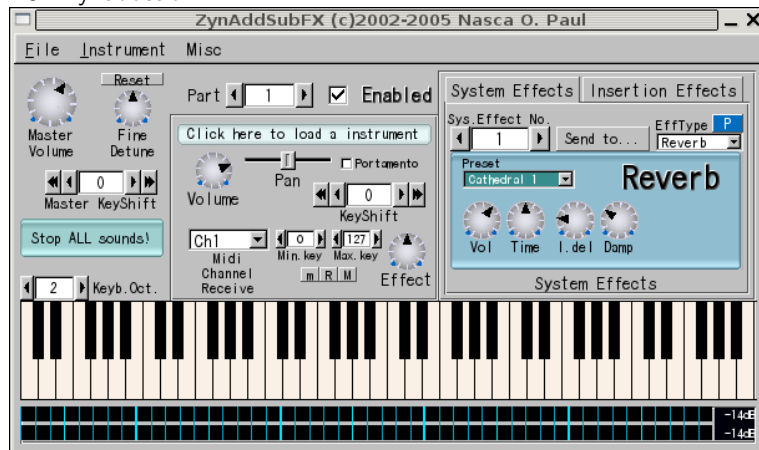 ZynAddSubFX (c)2002-2005 Nasca O. Paul
File Instrument Misc
Reset
Master Volume
Fine Detune
0
Master KeyShift
Stop ALL sounds!
2 Keyb.Oct.
Part 1 Enabled
Click here to load a instrument
Volume
Pan
Portamento
0
KeyShift
Ch1
Midi Channel Receive
0
Min.key
127
Max.key
m R M
Effect
System Effects Insertion Effects
Sys.Effect No.
1
Send to...
EffType P
Reverb
Preset
Cathedral 1
Reverb
Vol Time I.del Damp
System Effects
-14dB
-14dB